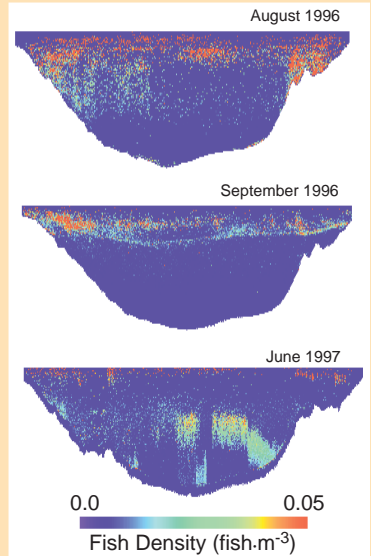 August 1996
September 1996
June 1997
0.0 0.05
Fish Density (fish·m⁻³)